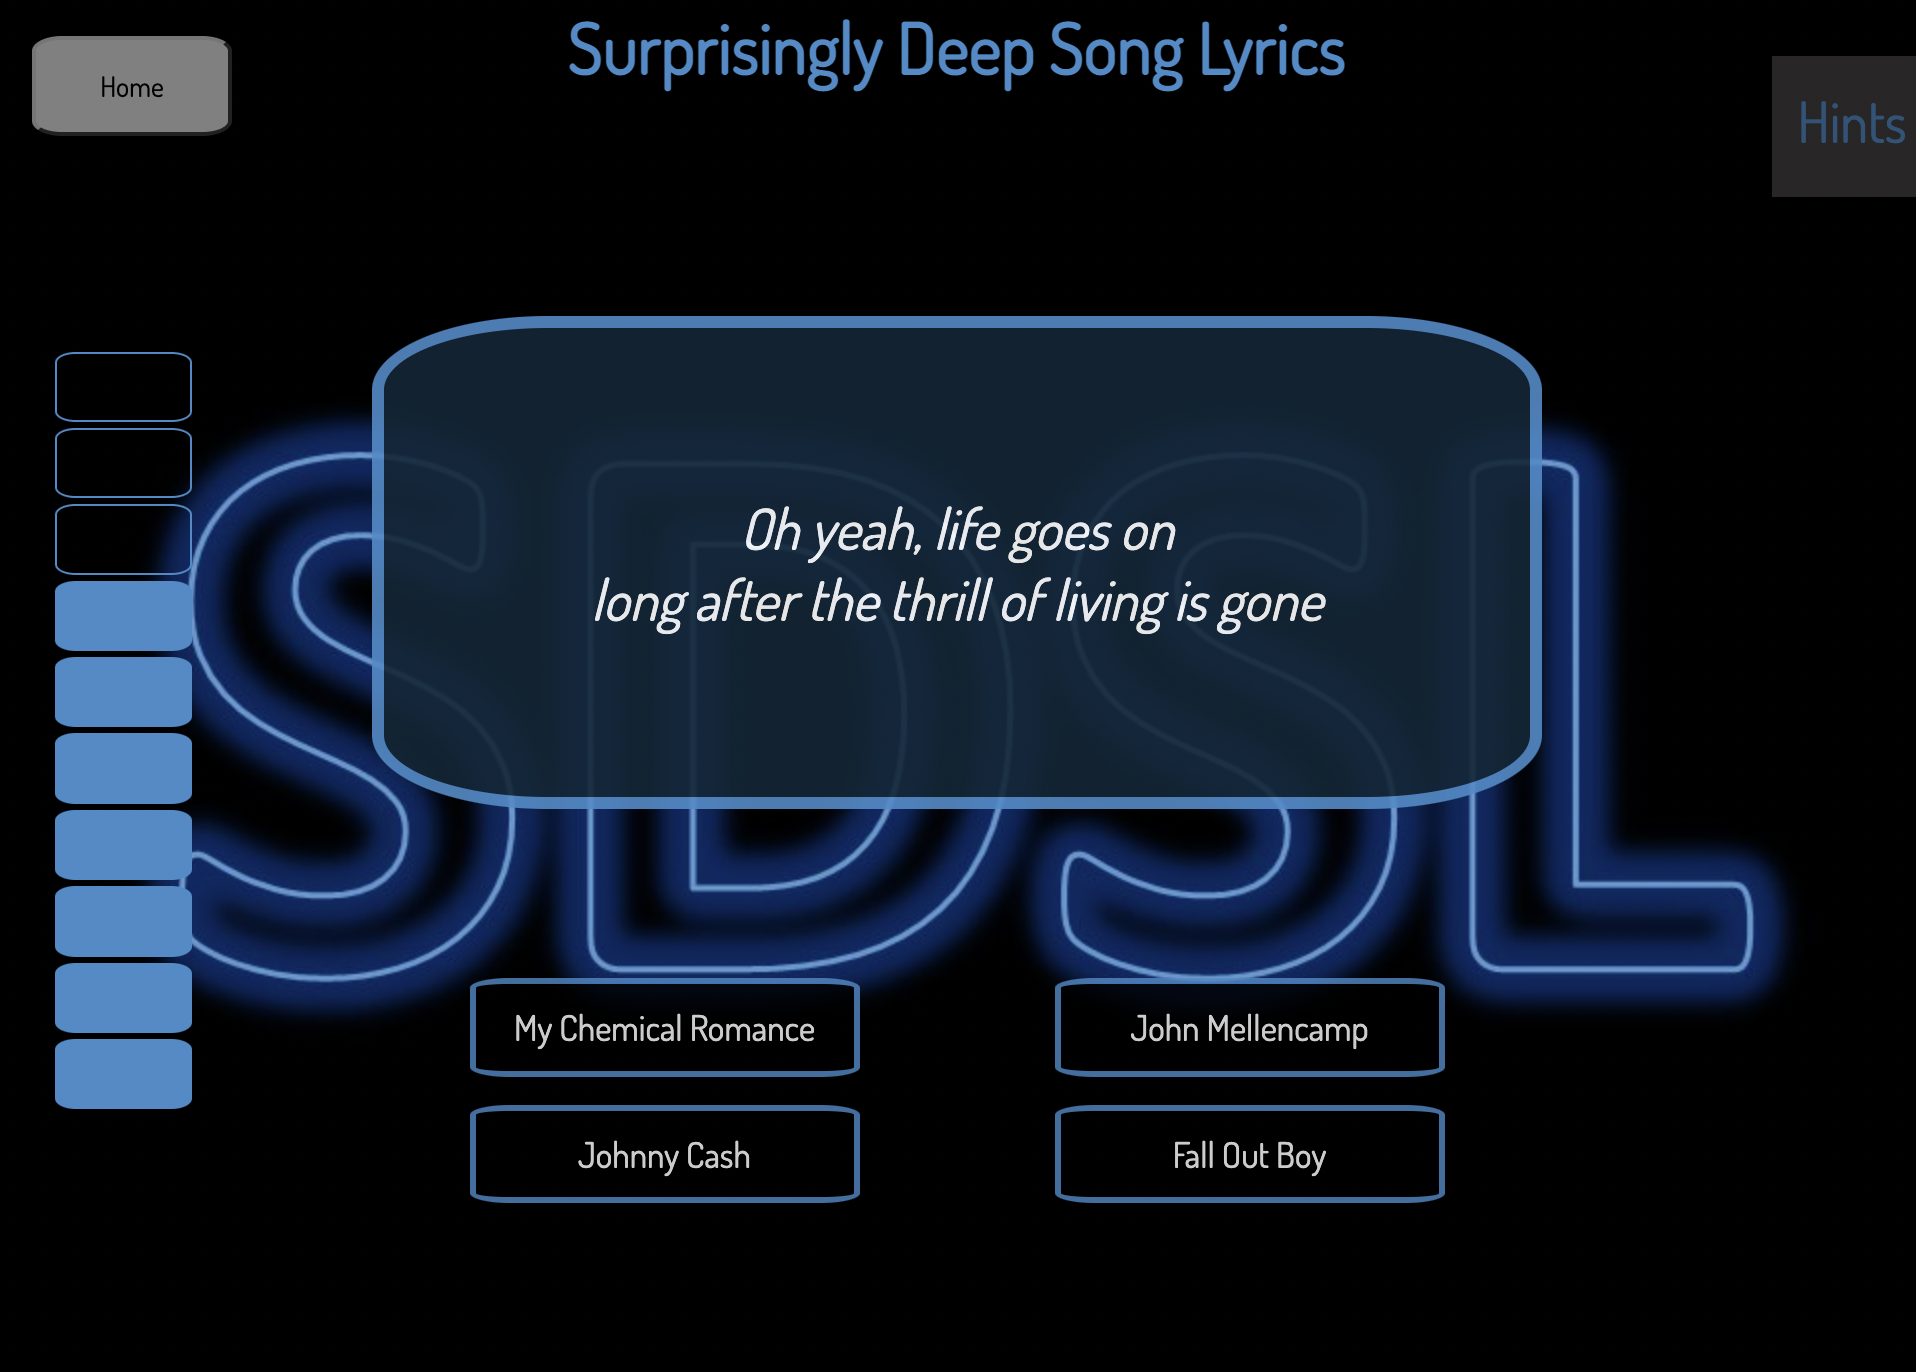 Home
Surprisingly Deep Song Lyrics
Hints
Oh yeah, life goes on
long after the thrill of living is gone
SDSL
My Chemical Romance
John Mellencamp
Johnny Cash
Fall Out Boy